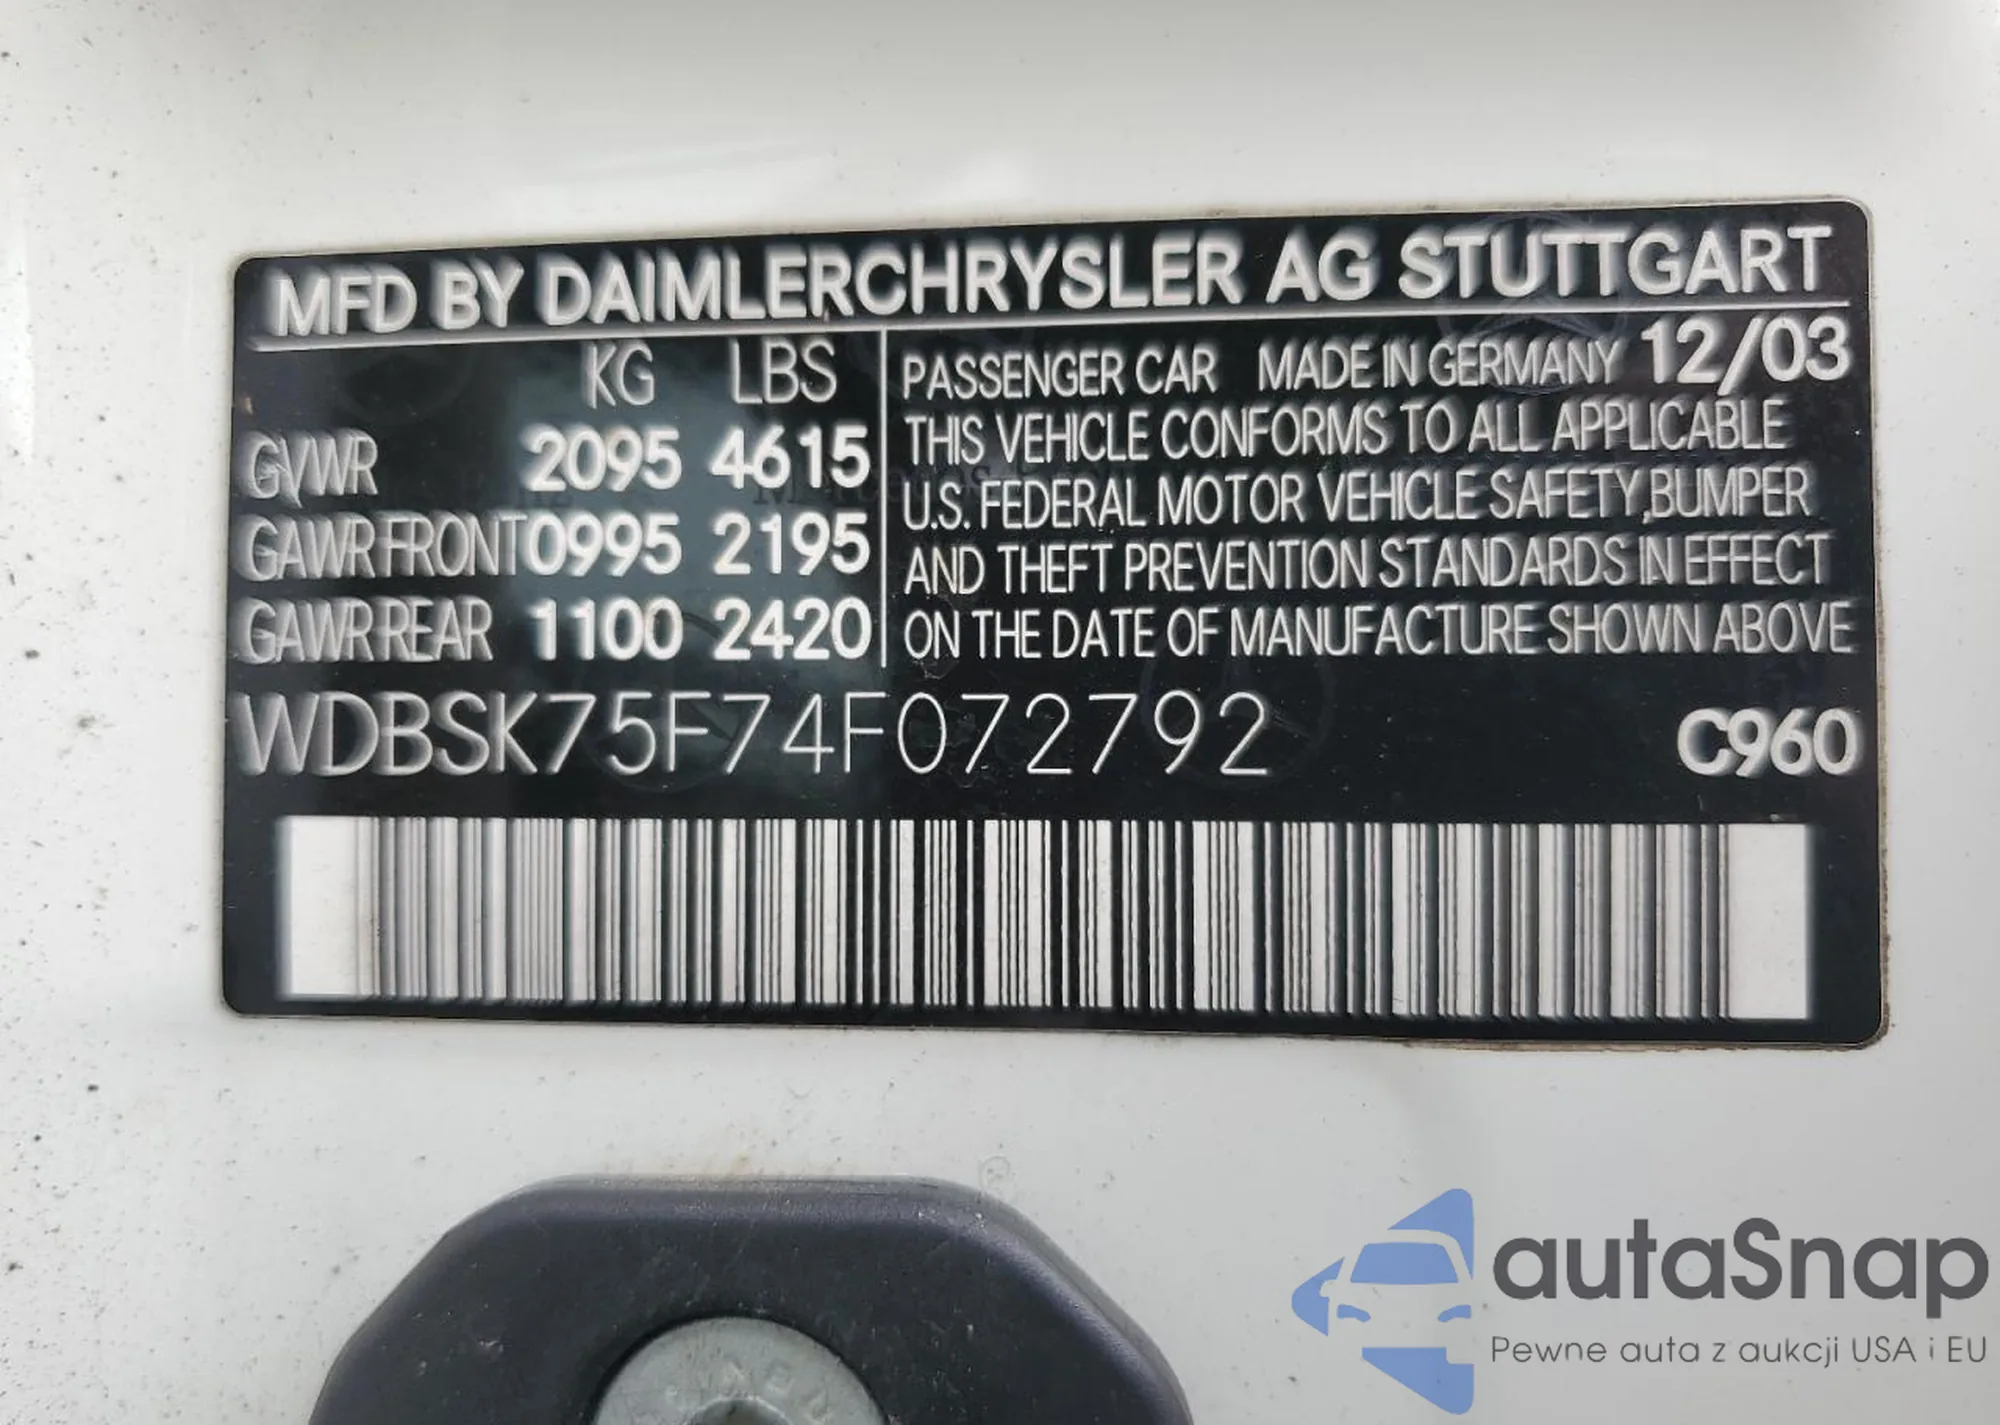 MFD BY DAIMLERCHRYSLER AG STUTTGART
KG LBS
GVWR 2095 4615
GAWR FRONT 0995 2195
GAWR REAR 1100 2420
PASSENGER CAR MADE IN GERMANY 12/03
THIS VEHICLE CONFORMS TO ALL APPLICABLE
U.S. FEDERAL MOTOR VEHICLE SAFETY, BUMPER
AND THEFT PREVENTION STANDARDS IN EFFECT
ON THE DATE OF MANUFACTURE SHOWN ABOVE
WDBSK75F74F072792 C960
autaSnap
Pewne auta z aukcji USA i EU